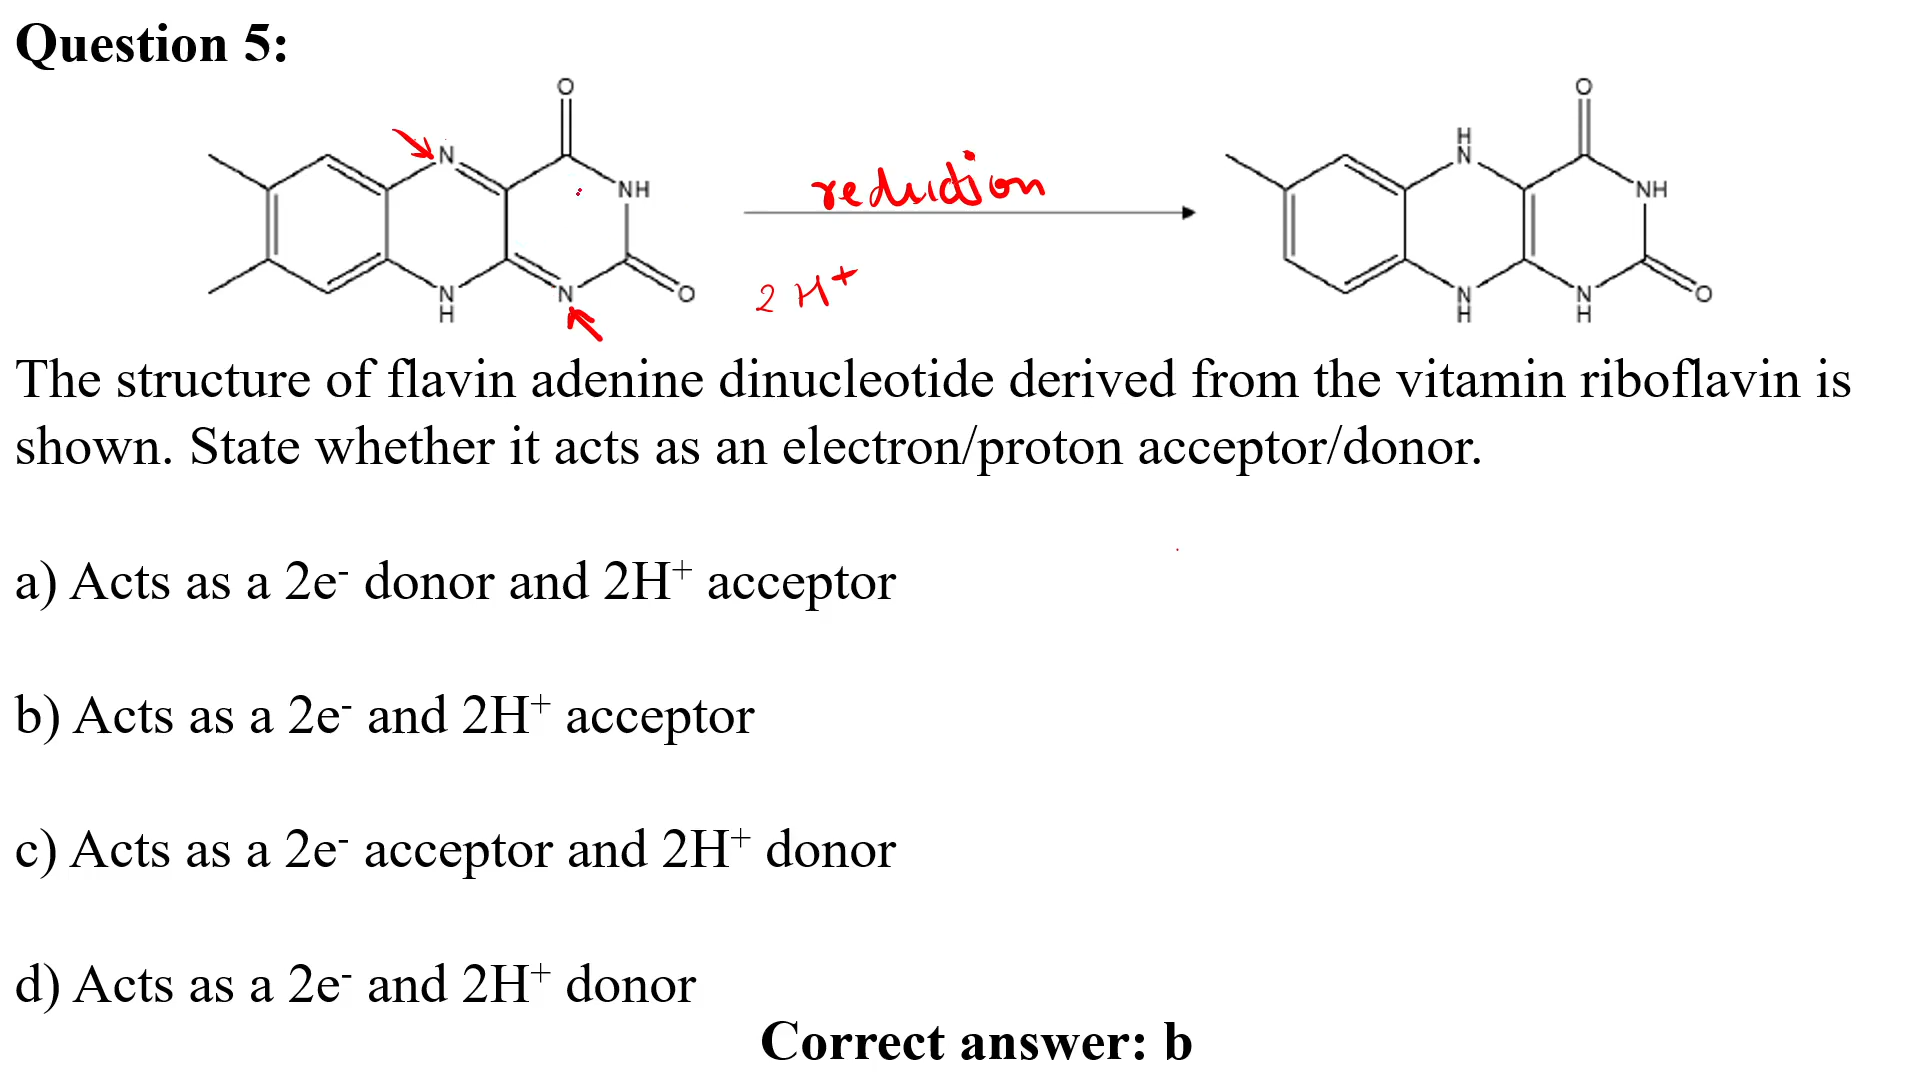 Question 5:
O
O
N
NH
N
H
N
O
reduction
2 H⁺
H
N
NH
N
H
N
H
O
The structure of flavin adenine dinucleotide derived from the vitamin riboflavin is
shown. State whether it acts as an electron/proton acceptor/donor.
a) Acts as a 2e⁻ donor and 2H⁺ acceptor
b) Acts as a 2e⁻ and 2H⁺ acceptor
c) Acts as a 2e⁻ acceptor and 2H⁺ donor
d) Acts as a 2e⁻ and 2H⁺ donor
Correct answer: b